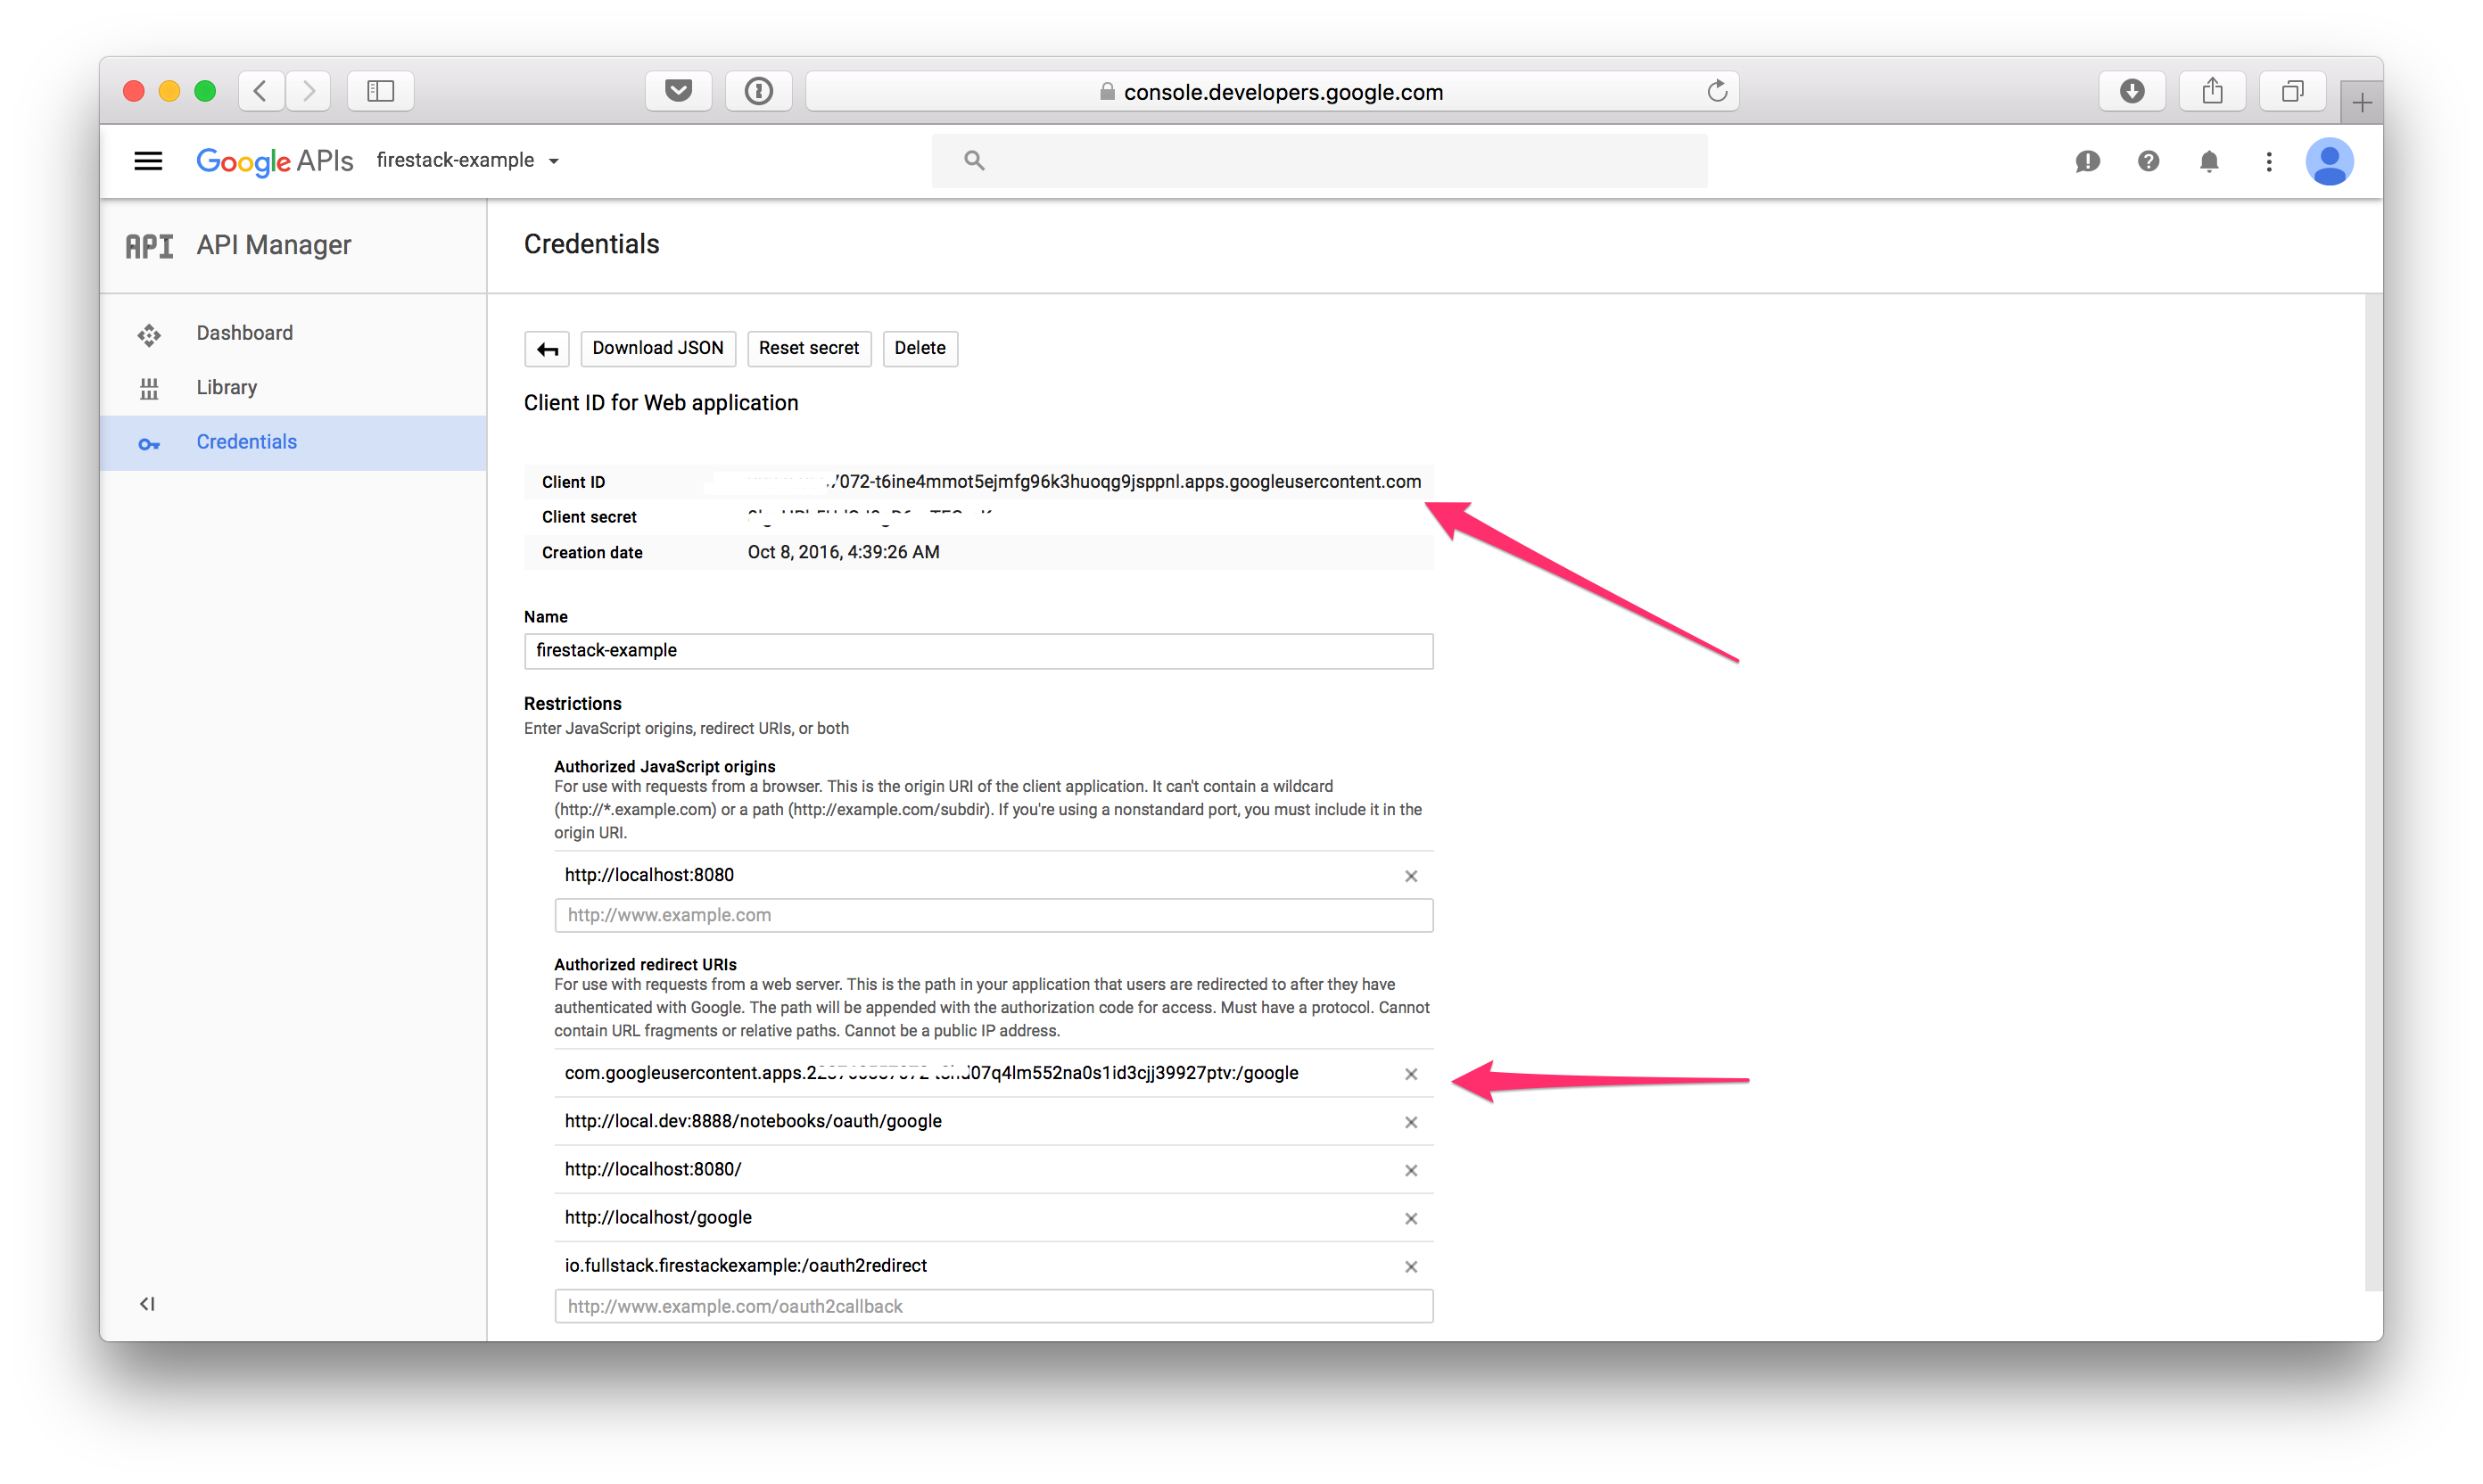 console.developers.google.com
Google APIs firestack-example
API API Manager
Credentials
Dashboard
Library
Credentials
Download JSON Reset secret Delete
Client ID for Web application
Client ID 7072-t6ine4mmot5ejmfg96k3huoqg9jsppnl.apps.googleusercontent.com
Client secret
Creation date Oct 8, 2016, 4:39:26 AM
Name
firestack-example
Restrictions
Enter JavaScript origins, redirect URIs, or both
Authorized JavaScript origins
For use with requests from a browser. This is the origin URI of the client application. It can't contain a wildcard
(http://*.example.com) or a path (http://example.com/subdir). If you're using a nonstandard port, you must include it in the
origin URI.
http://localhost:8080
http://www.example.com
Authorized redirect URIs
For use with requests from a web server. This is the path in your application that users are redirected to after they have
authenticated with Google. The path will be appended with the authorization code for access. Must have a protocol. Cannot
contain URL fragments or relative paths. Cannot be a public IP address.
com.googleusercontent.apps.2 d07q4lm552na0s1id3cjj39927ptv:/google
http://local.dev:8888/notebooks/oauth/google
http://localhost:8080/
http://localhost/google
io.fullstack.firestackexample:/oauth2redirect
http://www.example.com/oauth2callback